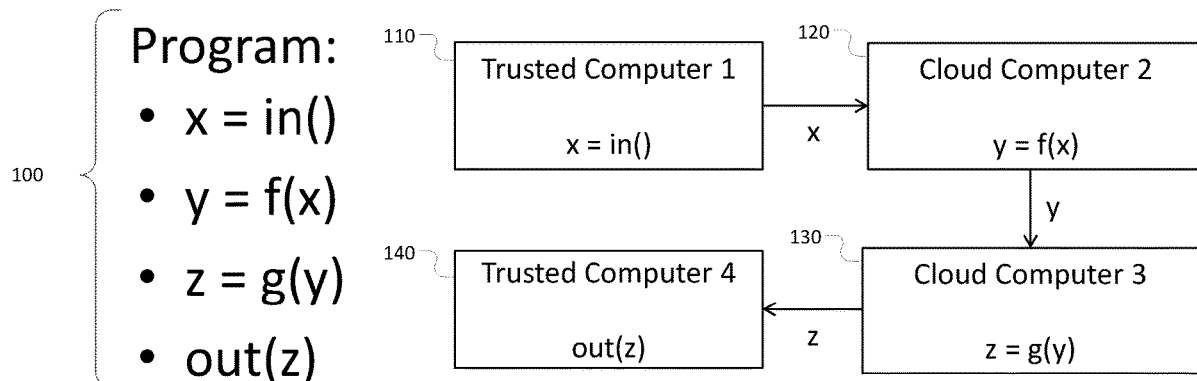 100
Program:
• x = in()
• y = f(x)
• z = g(y)
• out(z)
110
Trusted Computer 1
x = in()
x
120
Cloud Computer 2
y = f(x)
y
130
Cloud Computer 3
z = g(y)
z
140
Trusted Computer 4
out(z)